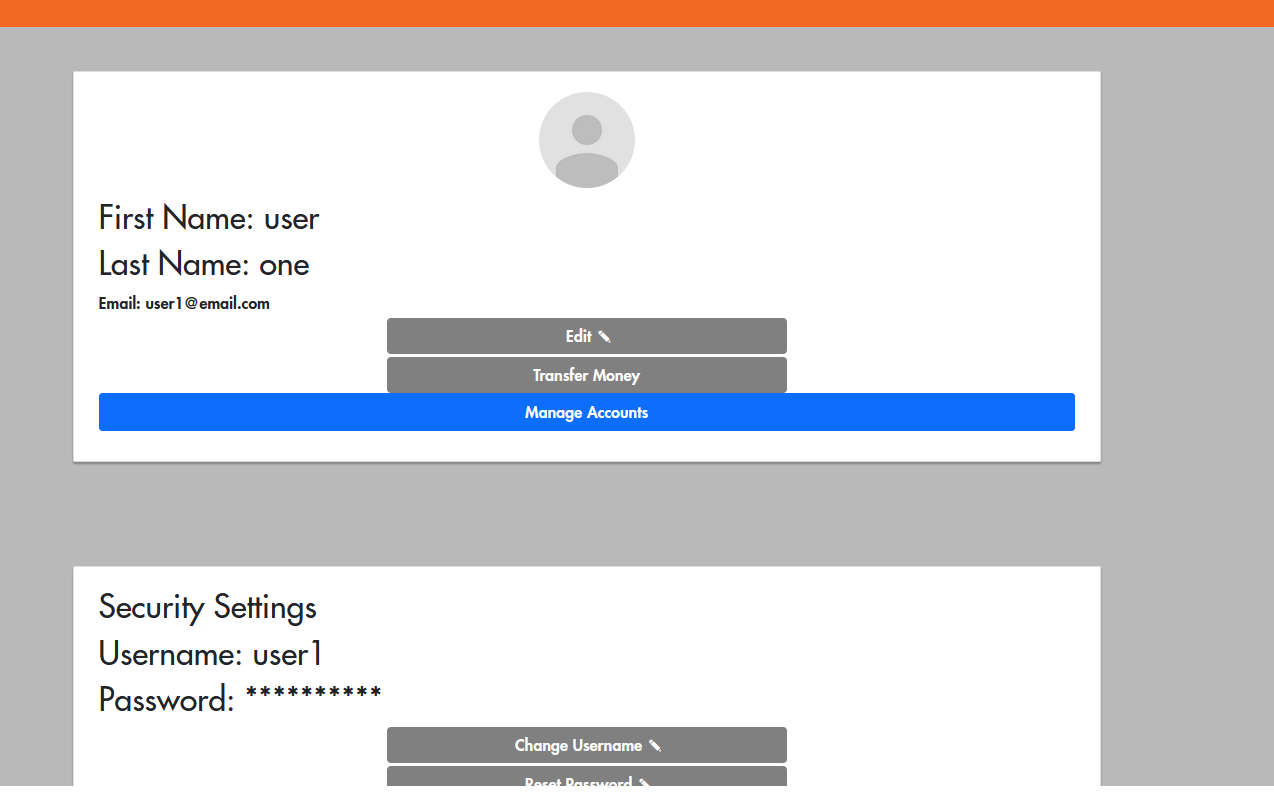 First Name: user
Last Name: one
Email: user1@email.com
Edit
Transfer Money
Manage Accounts
Security Settings
Username: user1
Password: **********
Change Username
Reset Password